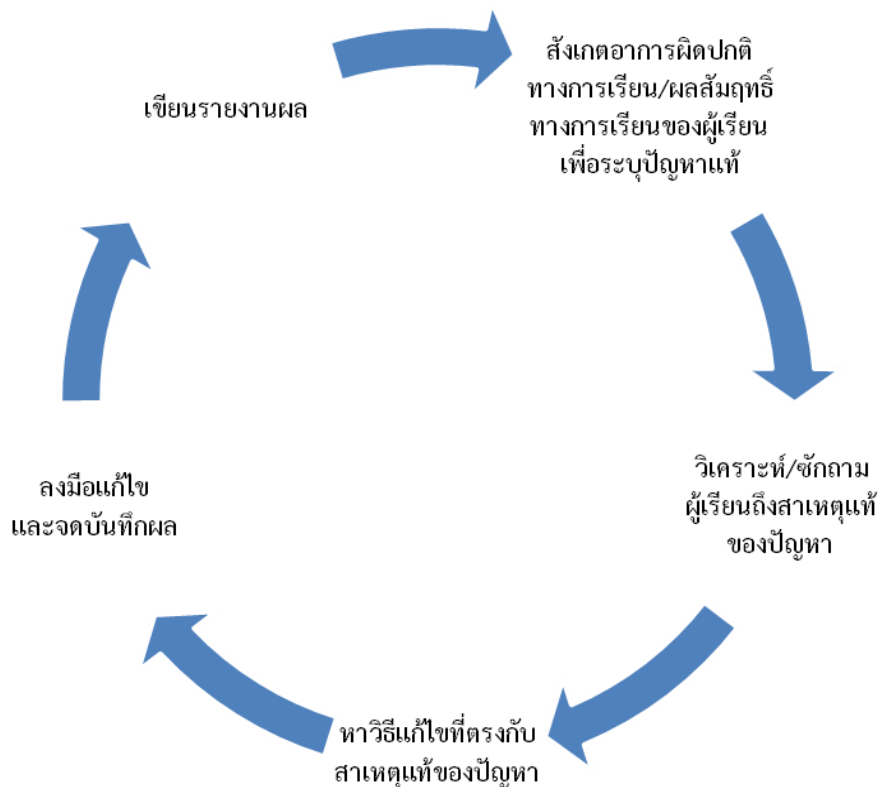 สังเกตอาการผิดปกติ
ทางการเรียน/ผลสัมฤทธิ์
ทางการเรียนของผู้เรียน
เพื่อระบุปัญหาแท้
วิเคราะห์/ซักถาม
ผู้เรียนถึงสาเหตุแท้
ของปัญหา
หาวิธีแก้ไขที่ตรงกับ
สาเหตุแท้ของปัญหา
ลงมือแก้ไข
และจดบันทึกผล
เขียนรายงานผล